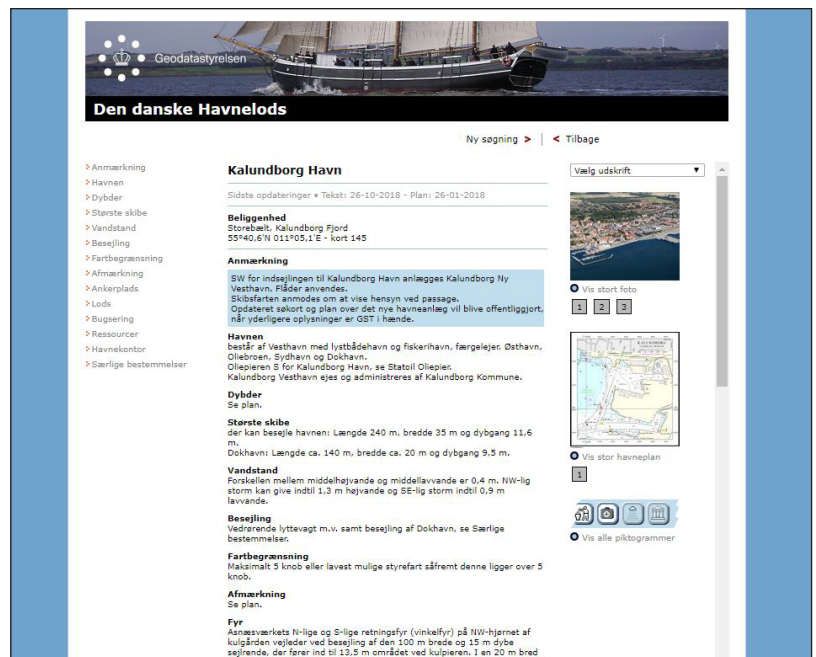 Geodatastyrelsen
Den danske Havnelods
Ny søgning > | < Tilbage
Anmærkning
Havnen
Dybder
Største skibe
Vandstand
Besejling
Fartbegrænsning
Afmærkning
Ankerplads
Lods
Bugsering
Ressourcer
Havnekontor
Særlige bestemmelser
Kalundborg Havn
Sidste opdateringer • Tekst: 26-10-2018 - Plan: 26-01-2018
Beliggenhed
Storebælt, Kalundborg Fjord
55°40,6'N 011°05,1'E - kort 145
Anmærkning
SW for indsejlingen til Kalundborg Havn anlægges Kalundborg Ny
Vesthavn. Flåder anvendes.
Skibsfarten anmodes om at vise hensyn ved passage.
Opdateret søkort og plan over det nye havneanlæg vil blive offentliggjort,
når yderligere oplysninger er GST i hænde.
Havnen
består af Vesthavn med lystbådehavn og fiskerihavn, færgelejer, Østhavn,
Oliebroen, Sydhavn og Dokhavn.
Oliepieren S for Kalundborg Havn, se Statoil Oliepier.
Kalundborg Vesthavn ejes og administreres af Kalundborg Kommune.
Dybder
Se plan.
Største skibe
der kan besejle havnen: Længde 240 m, bredde 35 m og dybgang 11,6
m.
Dokhavn: Længde ca. 140 m, bredde ca. 20 m og dybgang 9,5 m.
Vandstand
Forskellen mellem middelhøjvande og middellavvande er 0,4 m. NW-lig
storm kan give indtil 1,3 m højvande og SE-lig storm indtil 0,9 m
lavvande.
Besejling
Vedrørende lyttevagt m.v. samt besejling af Dokhavn, se Særlige
bestemmelser.
Fartbegrænsning
Maksimalt 5 knob eller lavest mulige styrefart såfremt denne ligger over 5
knob.
Afmærkning
Se plan.
Fyr
Asnæsværkets N-lige og S-lige retningsfyr (vinkelfyr) på NW-hjørnet af
kulgården vejleder ved besejling af den 100 m brede og 15 m dybe
sejlrende, der fører ind til 13,5 m området ved kulpieren. I en 20 m bred
Vælg udskrift
Vis stort foto
1 2 3
KALUNDBORG
Vis stor havneplan
1
Vis alle piktogrammer